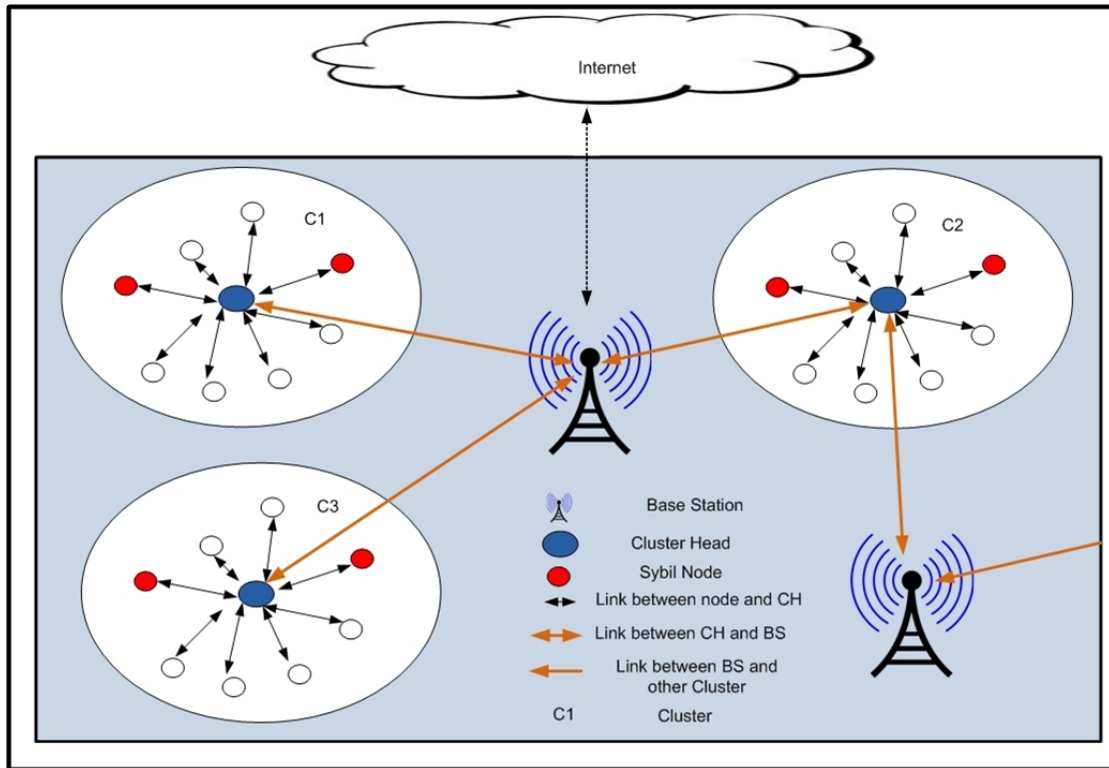 Internet
C1
C2
C3
Base Station
Cluster Head
Sybil Node
Link between node and CH
Link between CH and BS
Link between BS and
other Cluster
C1 Cluster